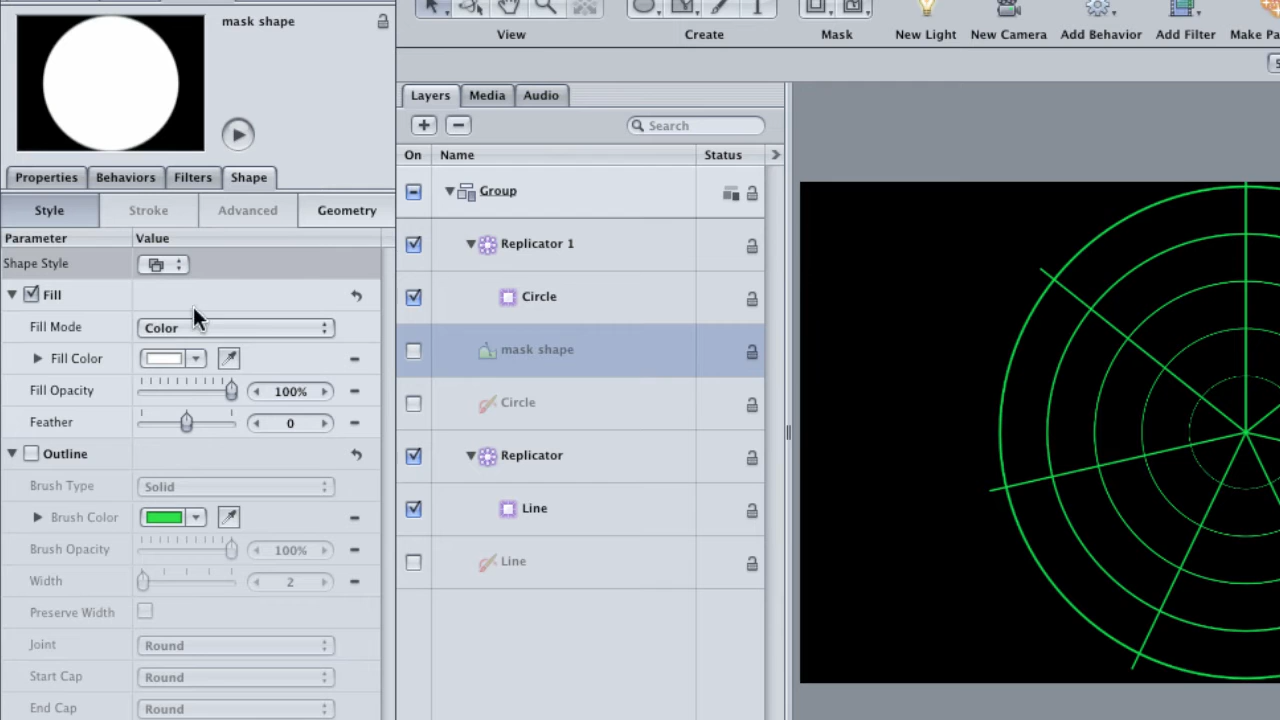 mask shape
View
Create
Mask
New Light
New Camera
Add Behavior
Add Filter
Make Pa
Layers
Media
Audio
Search
On
Name
Status
Properties
Behaviors
Filters
Shape
Style
Stroke
Advanced
Geometry
Parameter
Value
Shape Style
Fill
Fill Mode
Color
Fill Color
Fill Opacity
100%
Feather
0
Outline
Brush Type
Solid
Brush Color
Brush Opacity
100%
Width
2
Preserve Width
Joint
Round
Start Cap
Round
End Cap
Round
Group
Replicator 1
Circle
mask shape
Circle
Replicator
Line
Line